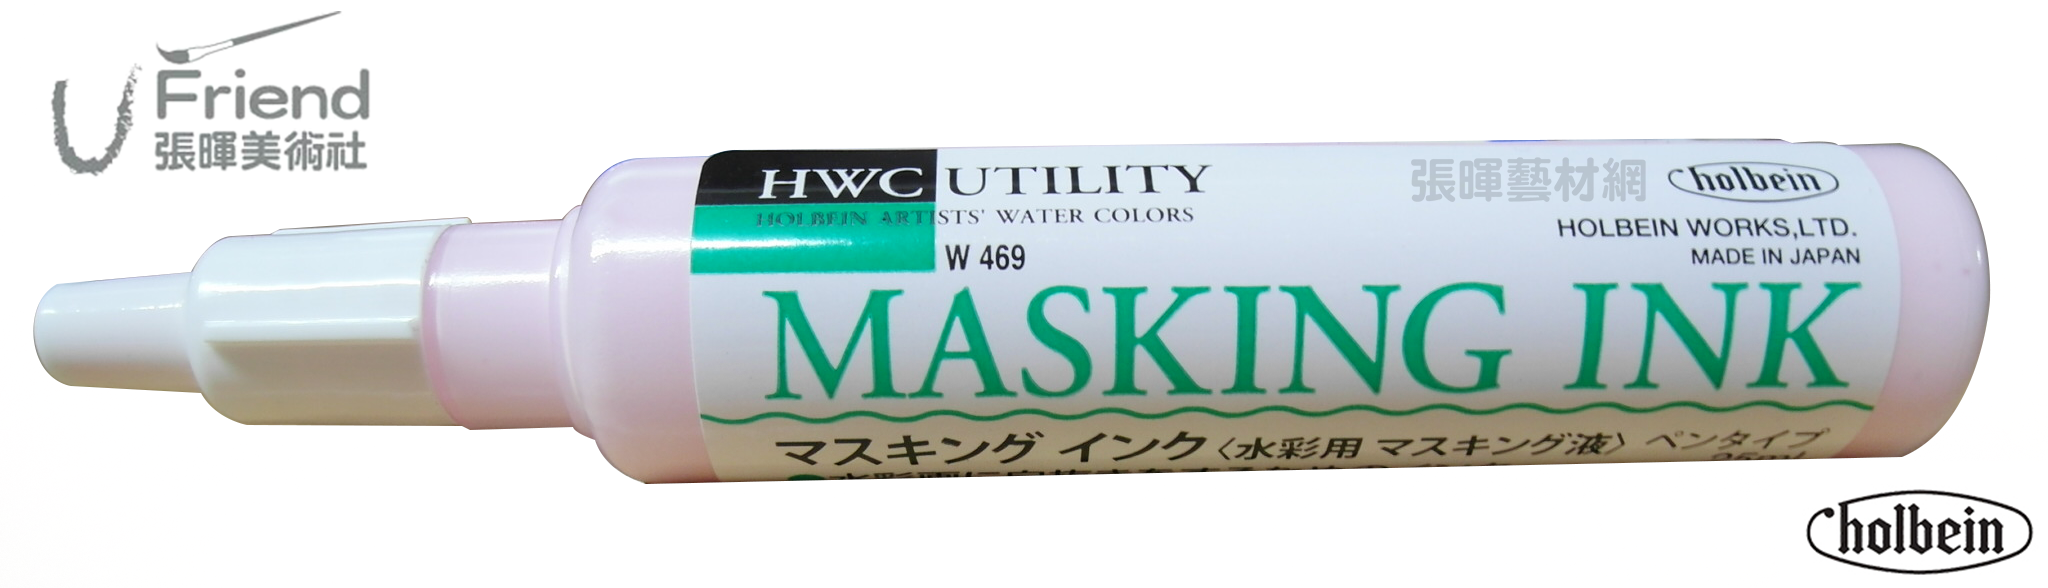 U Friend
張暉美術社
HWC UTILITY
HOLBEIN ARTISTS' WATER COLORS
W 469
張暉藝材網
holbein
HOLBEIN WORKS,LTD.
MADE IN JAPAN
MASKING INK
マスキング インク〈水彩用 マスキング液〉 ペンタイプ
holbein